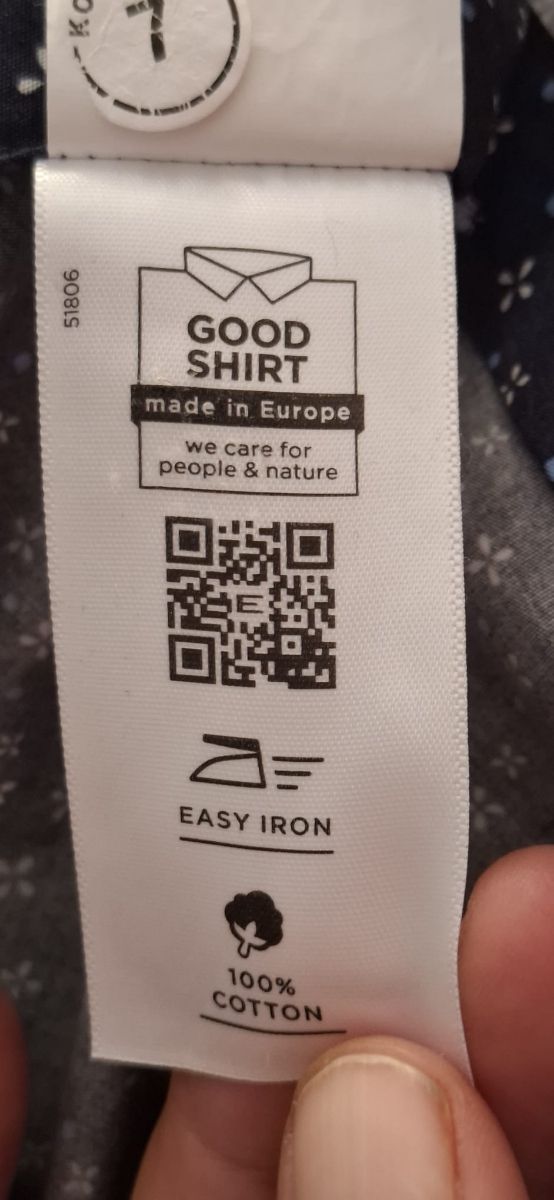 51806
GOOD
SHIRT
made in Europe
we care for
people & nature
E
EASY IRON
100%
COTTON